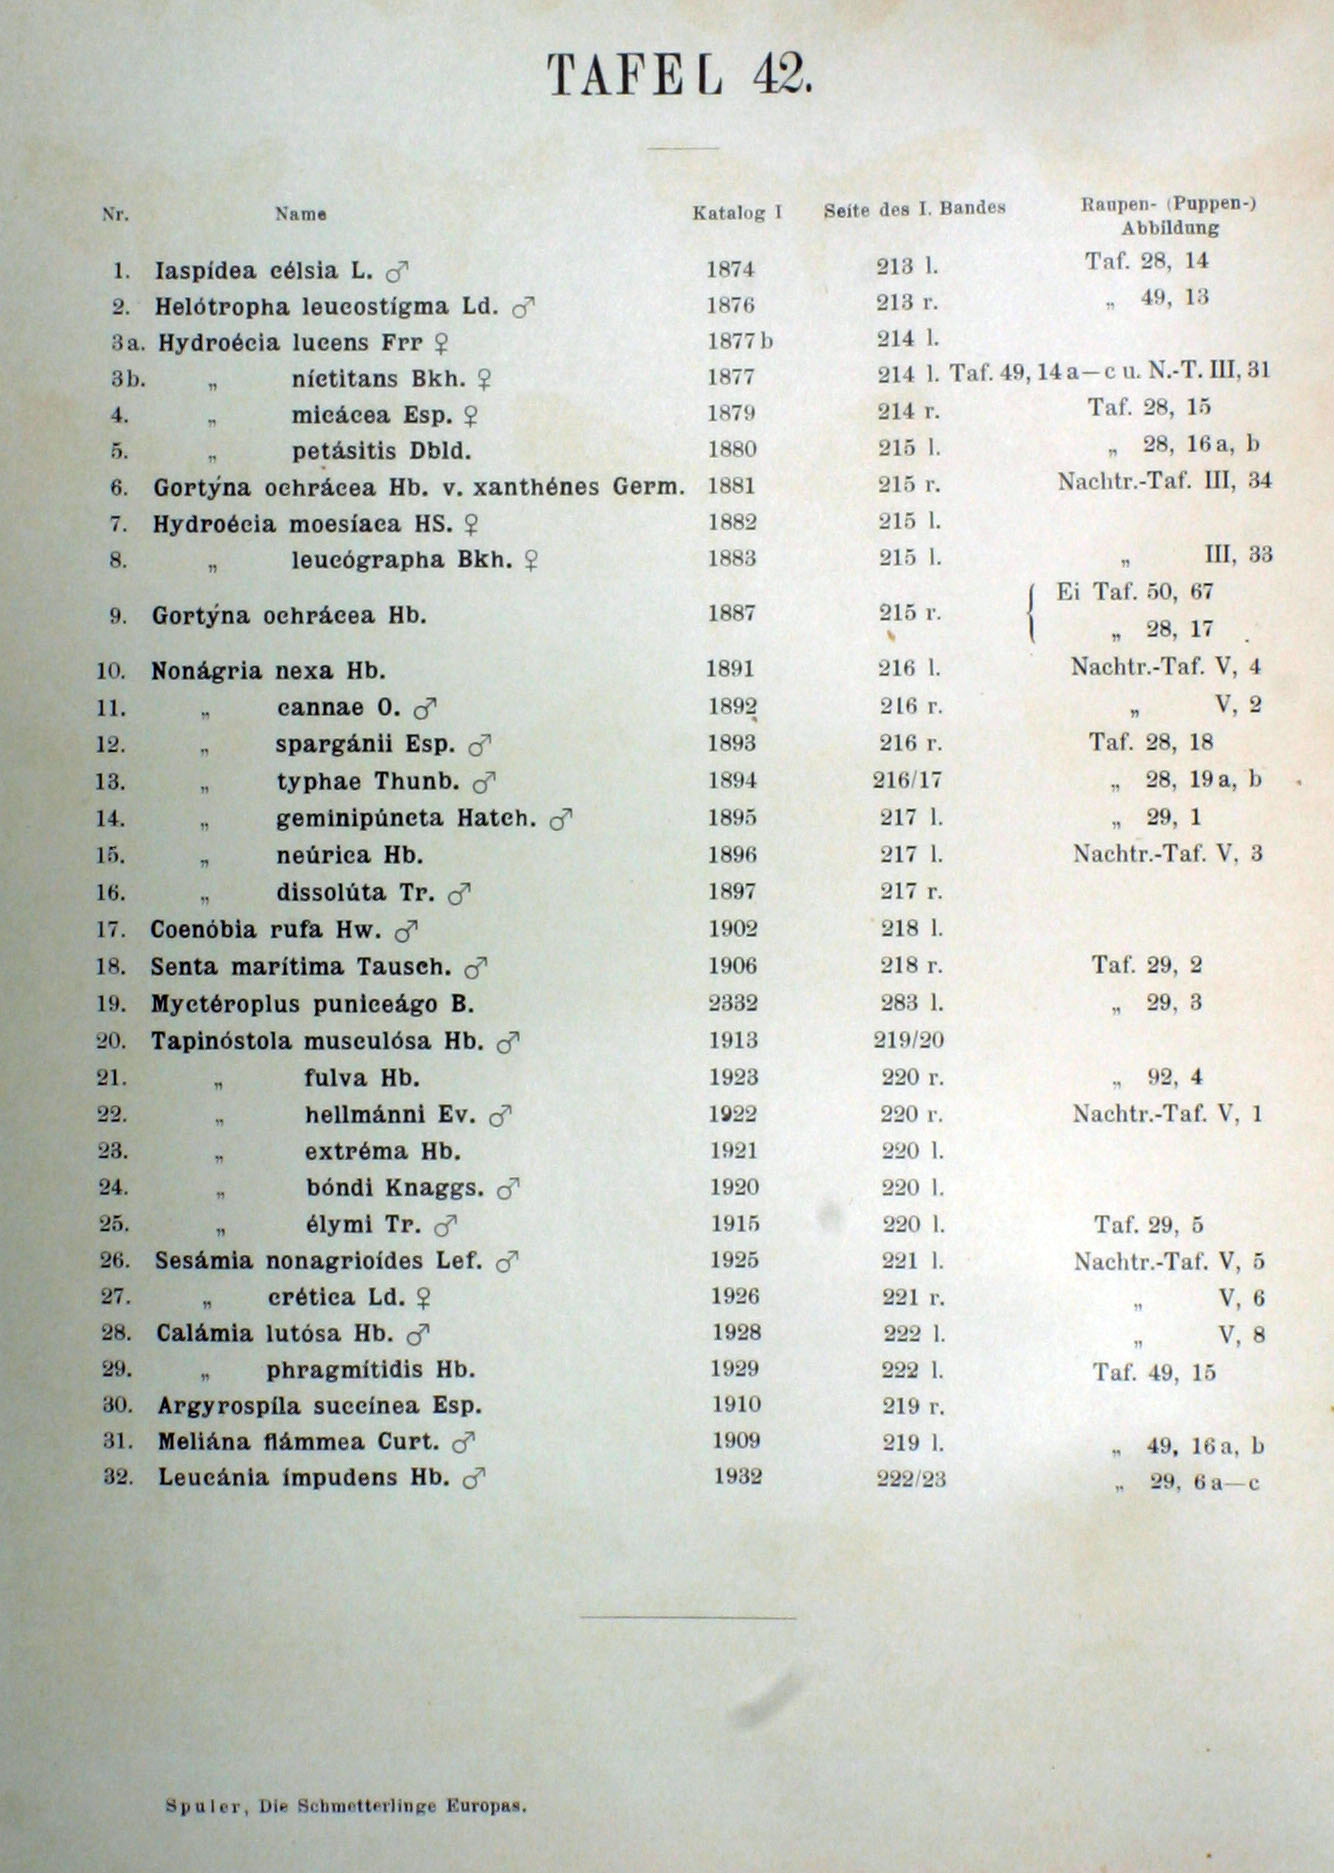 TAFEL 42.
Nr. Name Katalog I Seite des I. Bandes Raupen- (Puppen-) Abbildung
1. Iaspídea célsia L. ♂ 1874 213 l. Taf. 28, 14
2. Helótropha leucostígma Ld. ♂ 1876 213 r. „ 49, 13
3a. Hydroécia lucens Frr ♀ 1877b 214 l.
3b. „ níctitans Bkh. ♀ 1877 214 l. Taf. 49, 14a—c u. N.-T. III, 31
4. „ micácea Esp. ♀ 1879 214 r. Taf. 28, 15
5. „ petásitis Dbld. 1880 215 l. „ 28, 16a, b
6. Gortýna ochrácea Hb. v. xanthénes Germ. 1881 215 r. Nachtr.-Taf. III, 34
7. Hydroécia moesíaca HS. ♀ 1882 215 l.
8. „ leucógrapha Bkh. ♀ 1883 215 l. „ III, 33
9. Gortýna ochrácea Hb. 1887 215 r. { Ei Taf. 50, 67
„ 28, 17
10. Nonágria nexa Hb. 1891 216 l. Nachtr.-Taf. V, 4
11. „ cannae O. ♂ 1892 216 r. „ V, 2
12. „ spargánii Esp. ♂ 1893 216 r. Taf. 28, 18
13. „ typhae Thunb. ♂ 1894 216/17 „ 28, 19a, b
14. „ geminipúncta Hatch. ♂ 1895 217 l. „ 29, 1
15. „ neúrica Hb. 1896 217 l. Nachtr.-Taf. V, 3
16. „ dissolúta Tr. ♂ 1897 217 r.
17. Coenóbia rufa Hw. ♂ 1902 218 l.
18. Senta marítima Tausch. ♂ 1906 218 r. Taf. 29, 2
19. Myctéroplus puniceágo B. 2332 283 l. „ 29, 3
20. Tapinóstola musculósa Hb. ♂ 1913 219/20
21. „ fulva Hb. 1923 220 r. „ 92, 4
22. „ hellmánni Ev. ♂ 1922 220 r. Nachtr.-Taf. V, 1
23. „ extréma Hb. 1921 220 l.
24. „ bóndi Knaggs. ♂ 1920 220 l.
25. „ élymi Tr. ♂ 1915 220 l. Taf. 29, 5
26. Sesámia nonagrioídes Lef. ♂ 1925 221 l. Nachtr.-Taf. V, 5
27. „ crética Ld. ♀ 1926 221 r. „ V, 6
28. Calámia lutósa Hb. ♂ 1928 222 l. „ V, 8
29. „ phragmítidis Hb. 1929 222 l. Taf. 49, 15
30. Argyrospíla succínea Esp. 1910 219 r.
31. Meliána flámmea Curt. ♂ 1909 219 l. „ 49, 16a, b
32. Leucánia ímpudens Hb. ♂ 1932 222/23 „ 29, 6a—c
Spuler, Die Schmetterlinge Europas.